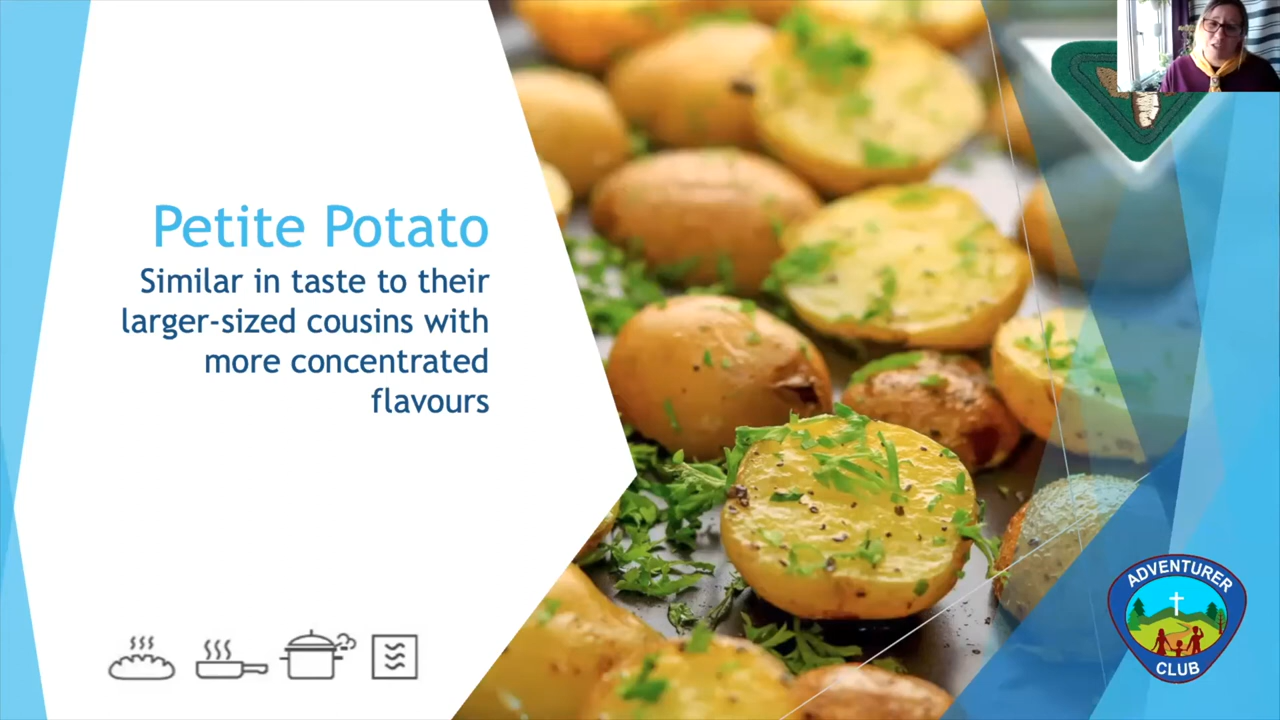 Petite Potato
Similar in taste to their
larger-sized cousins with
more concentrated
flavours
ADVENTURER
CLUB